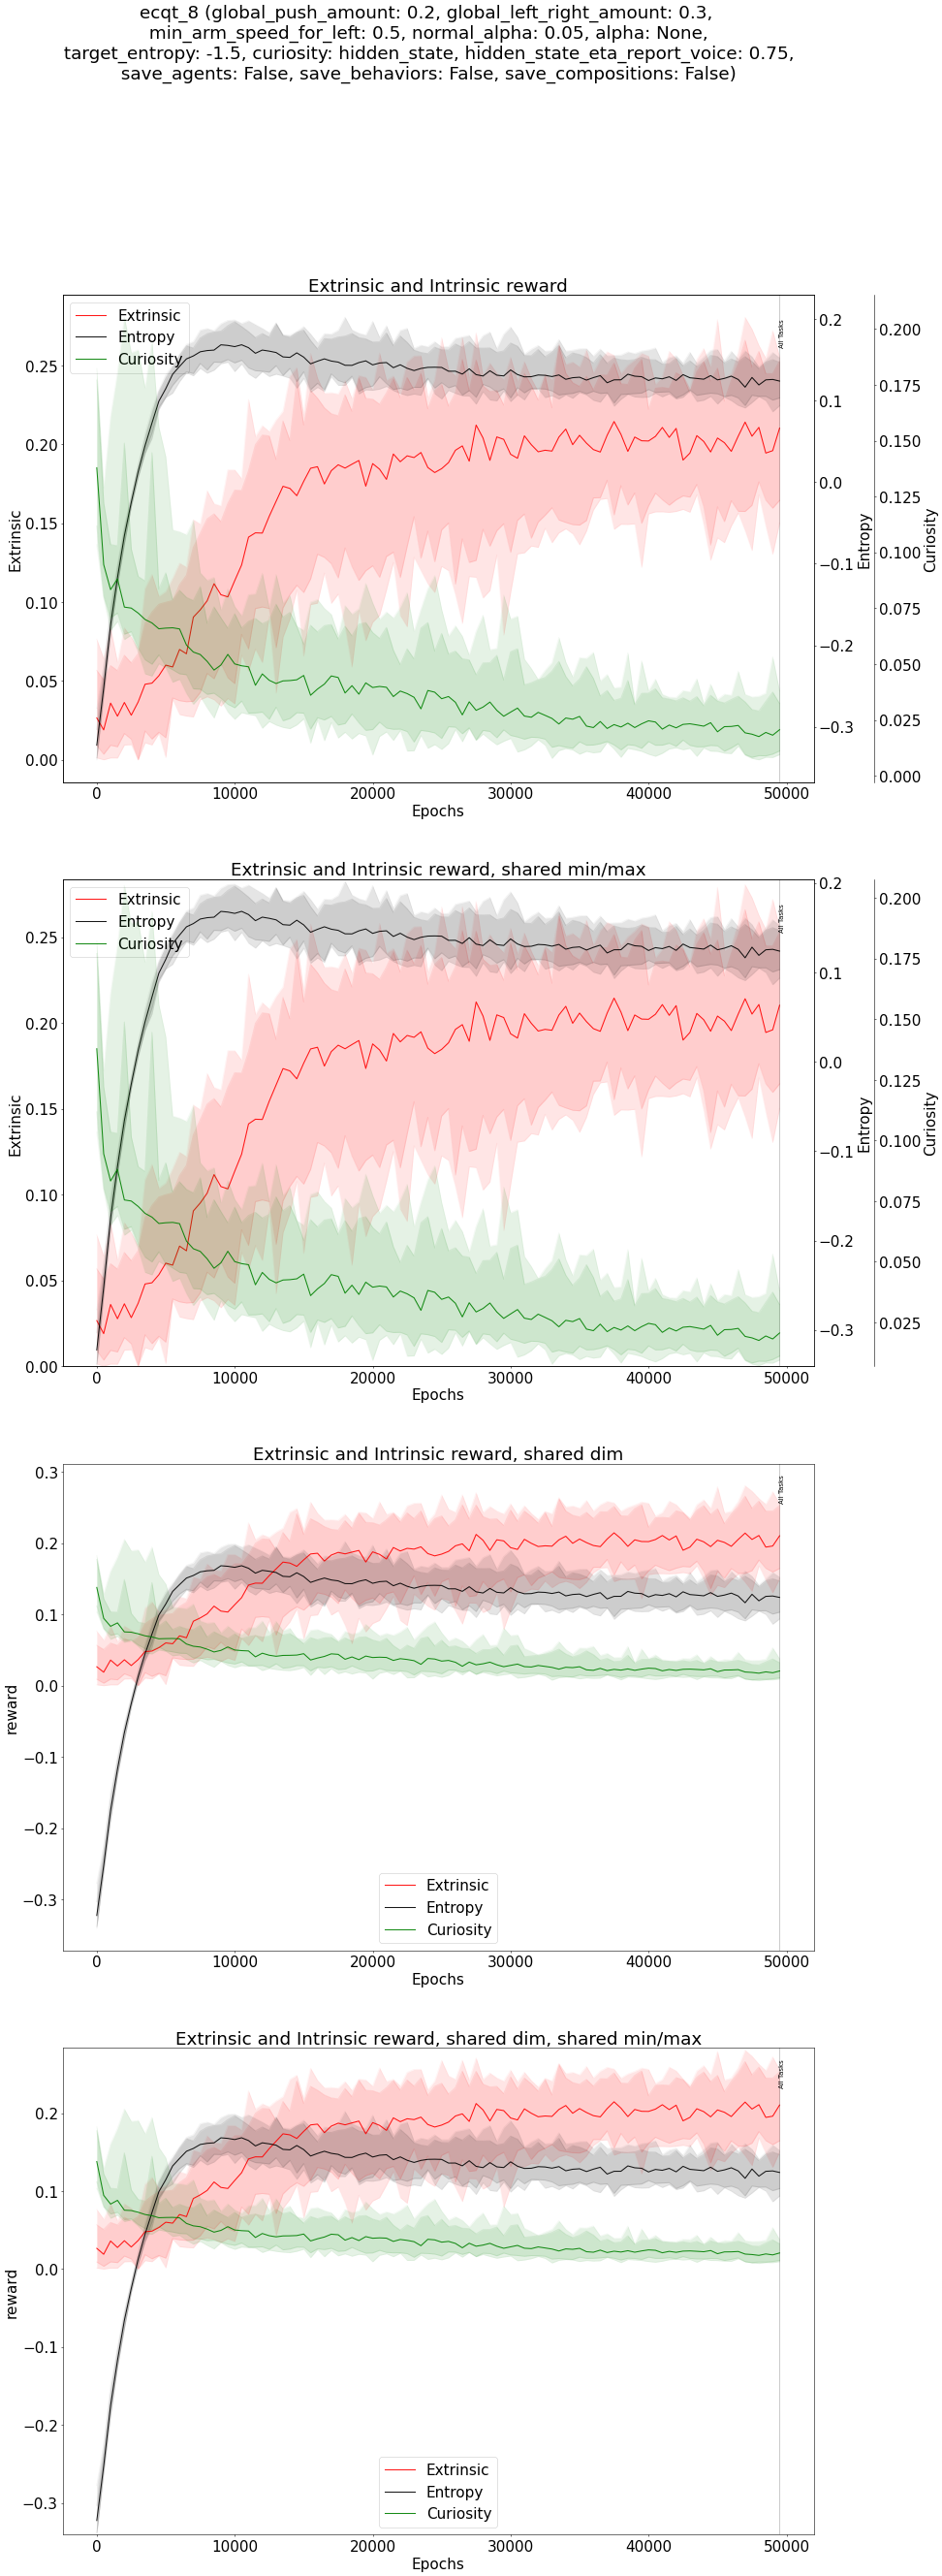 ecqt_8 (global_push_amount: 0.2, global_left_right_amount: 0.3,
min_arm_speed_for_left: 0.5, normal_alpha: 0.05, alpha: None,
target_entropy: -1.5, curiosity: hidden_state, hidden_state_eta_report_voice: 0.75,
save_agents: False, save_behaviors: False, save_compositions: False)
Extrinsic and Intrinsic reward
Extrinsic
Entropy
Curiosity
All Tasks
0.25
0.20
0.15
0.10
0.05
0.00
Extrinsic
0.2
0.1
0.0
−0.1
−0.2
−0.3
Entropy
0.200
0.175
0.150
0.125
0.100
0.075
0.050
0.025
0.000
Curiosity
0 10000 20000 30000 40000 50000
Epochs
Extrinsic and Intrinsic reward, shared min/max
Extrinsic
Entropy
Curiosity
All Tasks
0.25
0.20
0.15
0.10
0.05
0.00
Extrinsic
0.2
0.1
0.0
−0.1
−0.2
−0.3
Entropy
0.200
0.175
0.150
0.125
0.100
0.075
0.050
0.025
Curiosity
0 10000 20000 30000 40000 50000
Epochs
Extrinsic and Intrinsic reward, shared dim
All Tasks
0.3
0.2
0.1
0.0
−0.1
−0.2
−0.3
reward
Extrinsic
Entropy
Curiosity
0 10000 20000 30000 40000 50000
Epochs
Extrinsic and Intrinsic reward, shared dim, shared min/max
All Tasks
0.2
0.1
0.0
−0.1
−0.2
−0.3
reward
Extrinsic
Entropy
Curiosity
0 10000 20000 30000 40000 50000
Epochs